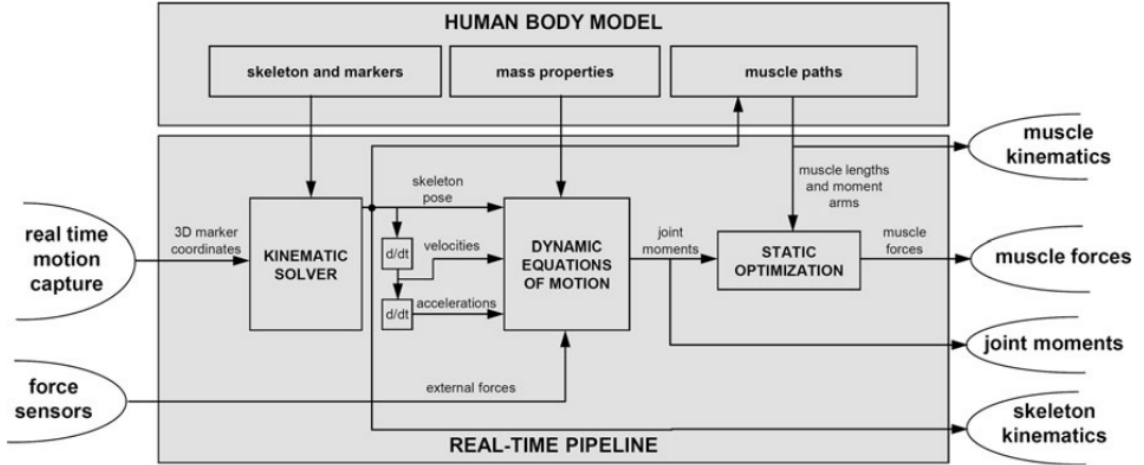 HUMAN BODY MODEL
skeleton and markers
mass properties
muscle paths
muscle
kinematics
muscle lengths
and moment
arms
skeleton
pose
real time
motion
capture
3D marker
coordinates
KINEMATIC
SOLVER
d/dt
velocities
d/dt
accelerations
DYNAMIC
EQUATIONS
OF MOTION
joint
moments
STATIC
OPTIMIZATION
muscle
forces
muscle forces
joint moments
force
sensors
external forces
skeleton
kinematics
REAL-TIME PIPELINE